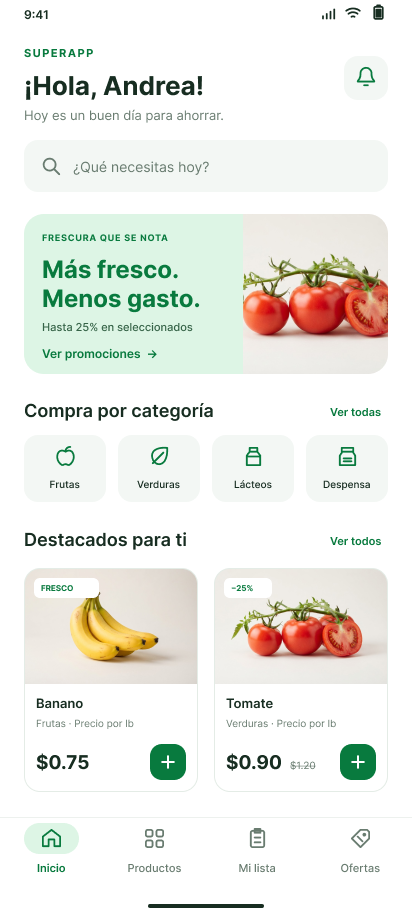 9:41
SUPERAPP
¡Hola, Andrea!
Hoy es un buen día para ahorrar.
¿Qué necesitas hoy?
FRESCURA QUE SE NOTA
Más fresco.
Menos gasto.
Hasta 25% en seleccionados
Ver promociones →
Compra por categoría
Ver todas
Frutas
Verduras
Lácteos
Despensa
Destacados para ti
Ver todos
FRESCO
−25%
Banano
Tomate
Frutas · Precio por lb
Verduras · Precio por lb
$0.75
$0.90 $1.20
Inicio
Productos
Mi lista
Ofertas